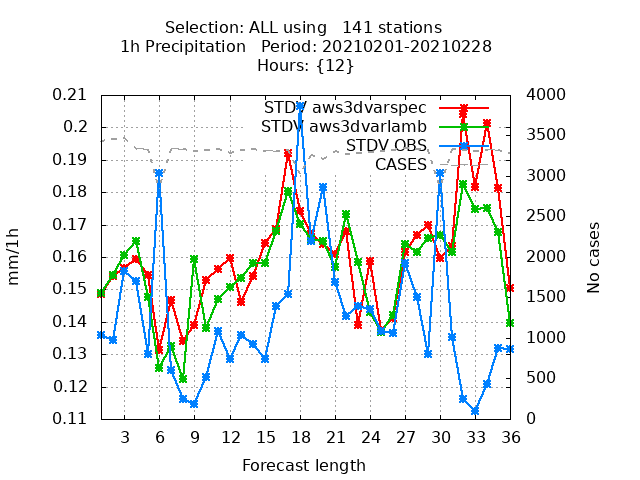 Selection: ALL using   141 stations
1h Precipitation   Period: 20210201-20210228
Hours: {12}
STDV aws3dvarspec
STDV aws3dvarlamb
STDV OBS
CASES
mm/1h
0.21
0.2
0.19
0.18
0.17
0.16
0.15
0.14
0.13
0.12
0.11
4000
3500
3000
2500
2000
1500
1000
500
0
No cases
3 6 9 12 15 18 21 24 27 30 33 36
Forecast length